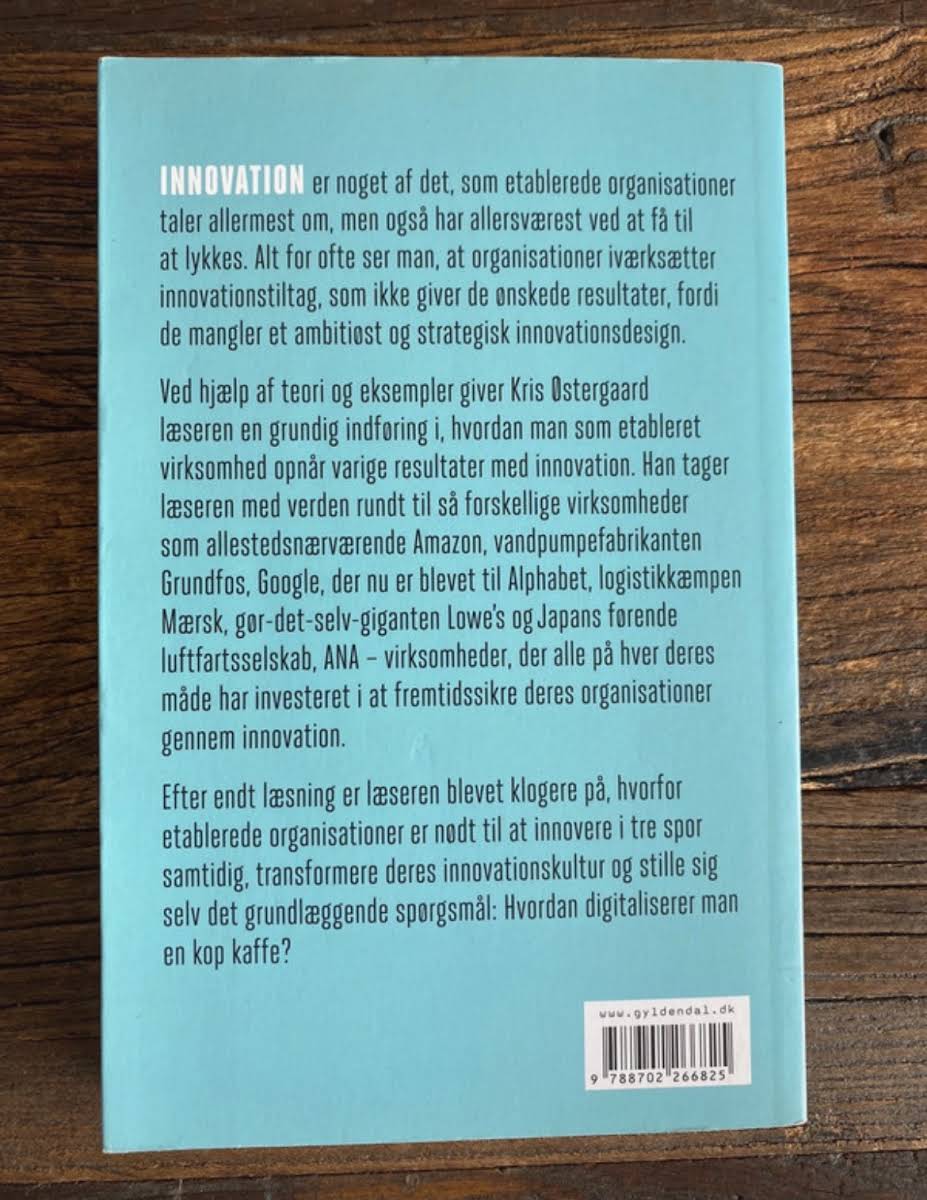 INNOVATION er noget af det, som etablerede organisationer
taler allermest om, men også har allersværest ved at få til
at lykkes. Alt for ofte ser man, at organisationer iværksætter
innovationstiltag, som ikke giver de ønskede resultater, fordi
de mangler et ambitiøst og strategisk innovationsdesign.
Ved hjælp af teori og eksempler giver Kris Østergaard
læseren en grundig indføring i, hvordan man som etableret
virksomhed opnår varige resultater med innovation. Han tager
læseren med verden rundt til så forskellige virksomheder
som allestedsnærværende Amazon, vandpumpefabrikanten
Grundfos, Google, der nu er blevet til Alphabet, logistikkæmpen
Mærsk, gør-det-selv-giganten Lowe's og Japans førende
luftfartsselskab, ANA – virksomheder, der alle på hver deres
måde har investeret i at fremtidssikre deres organisationer
gennem innovation.
Efter endt læsning er læseren blevet klogere på, hvorfor
etablerede organisationer er nødt til at innovere i tre spor
samtidig, transformere deres innovationskultur og stille sig
selv det grundlæggende spørgsmål: Hvordan digitaliserer man
en kop kaffe?
www.gyldendal.dk
9 788702 266825